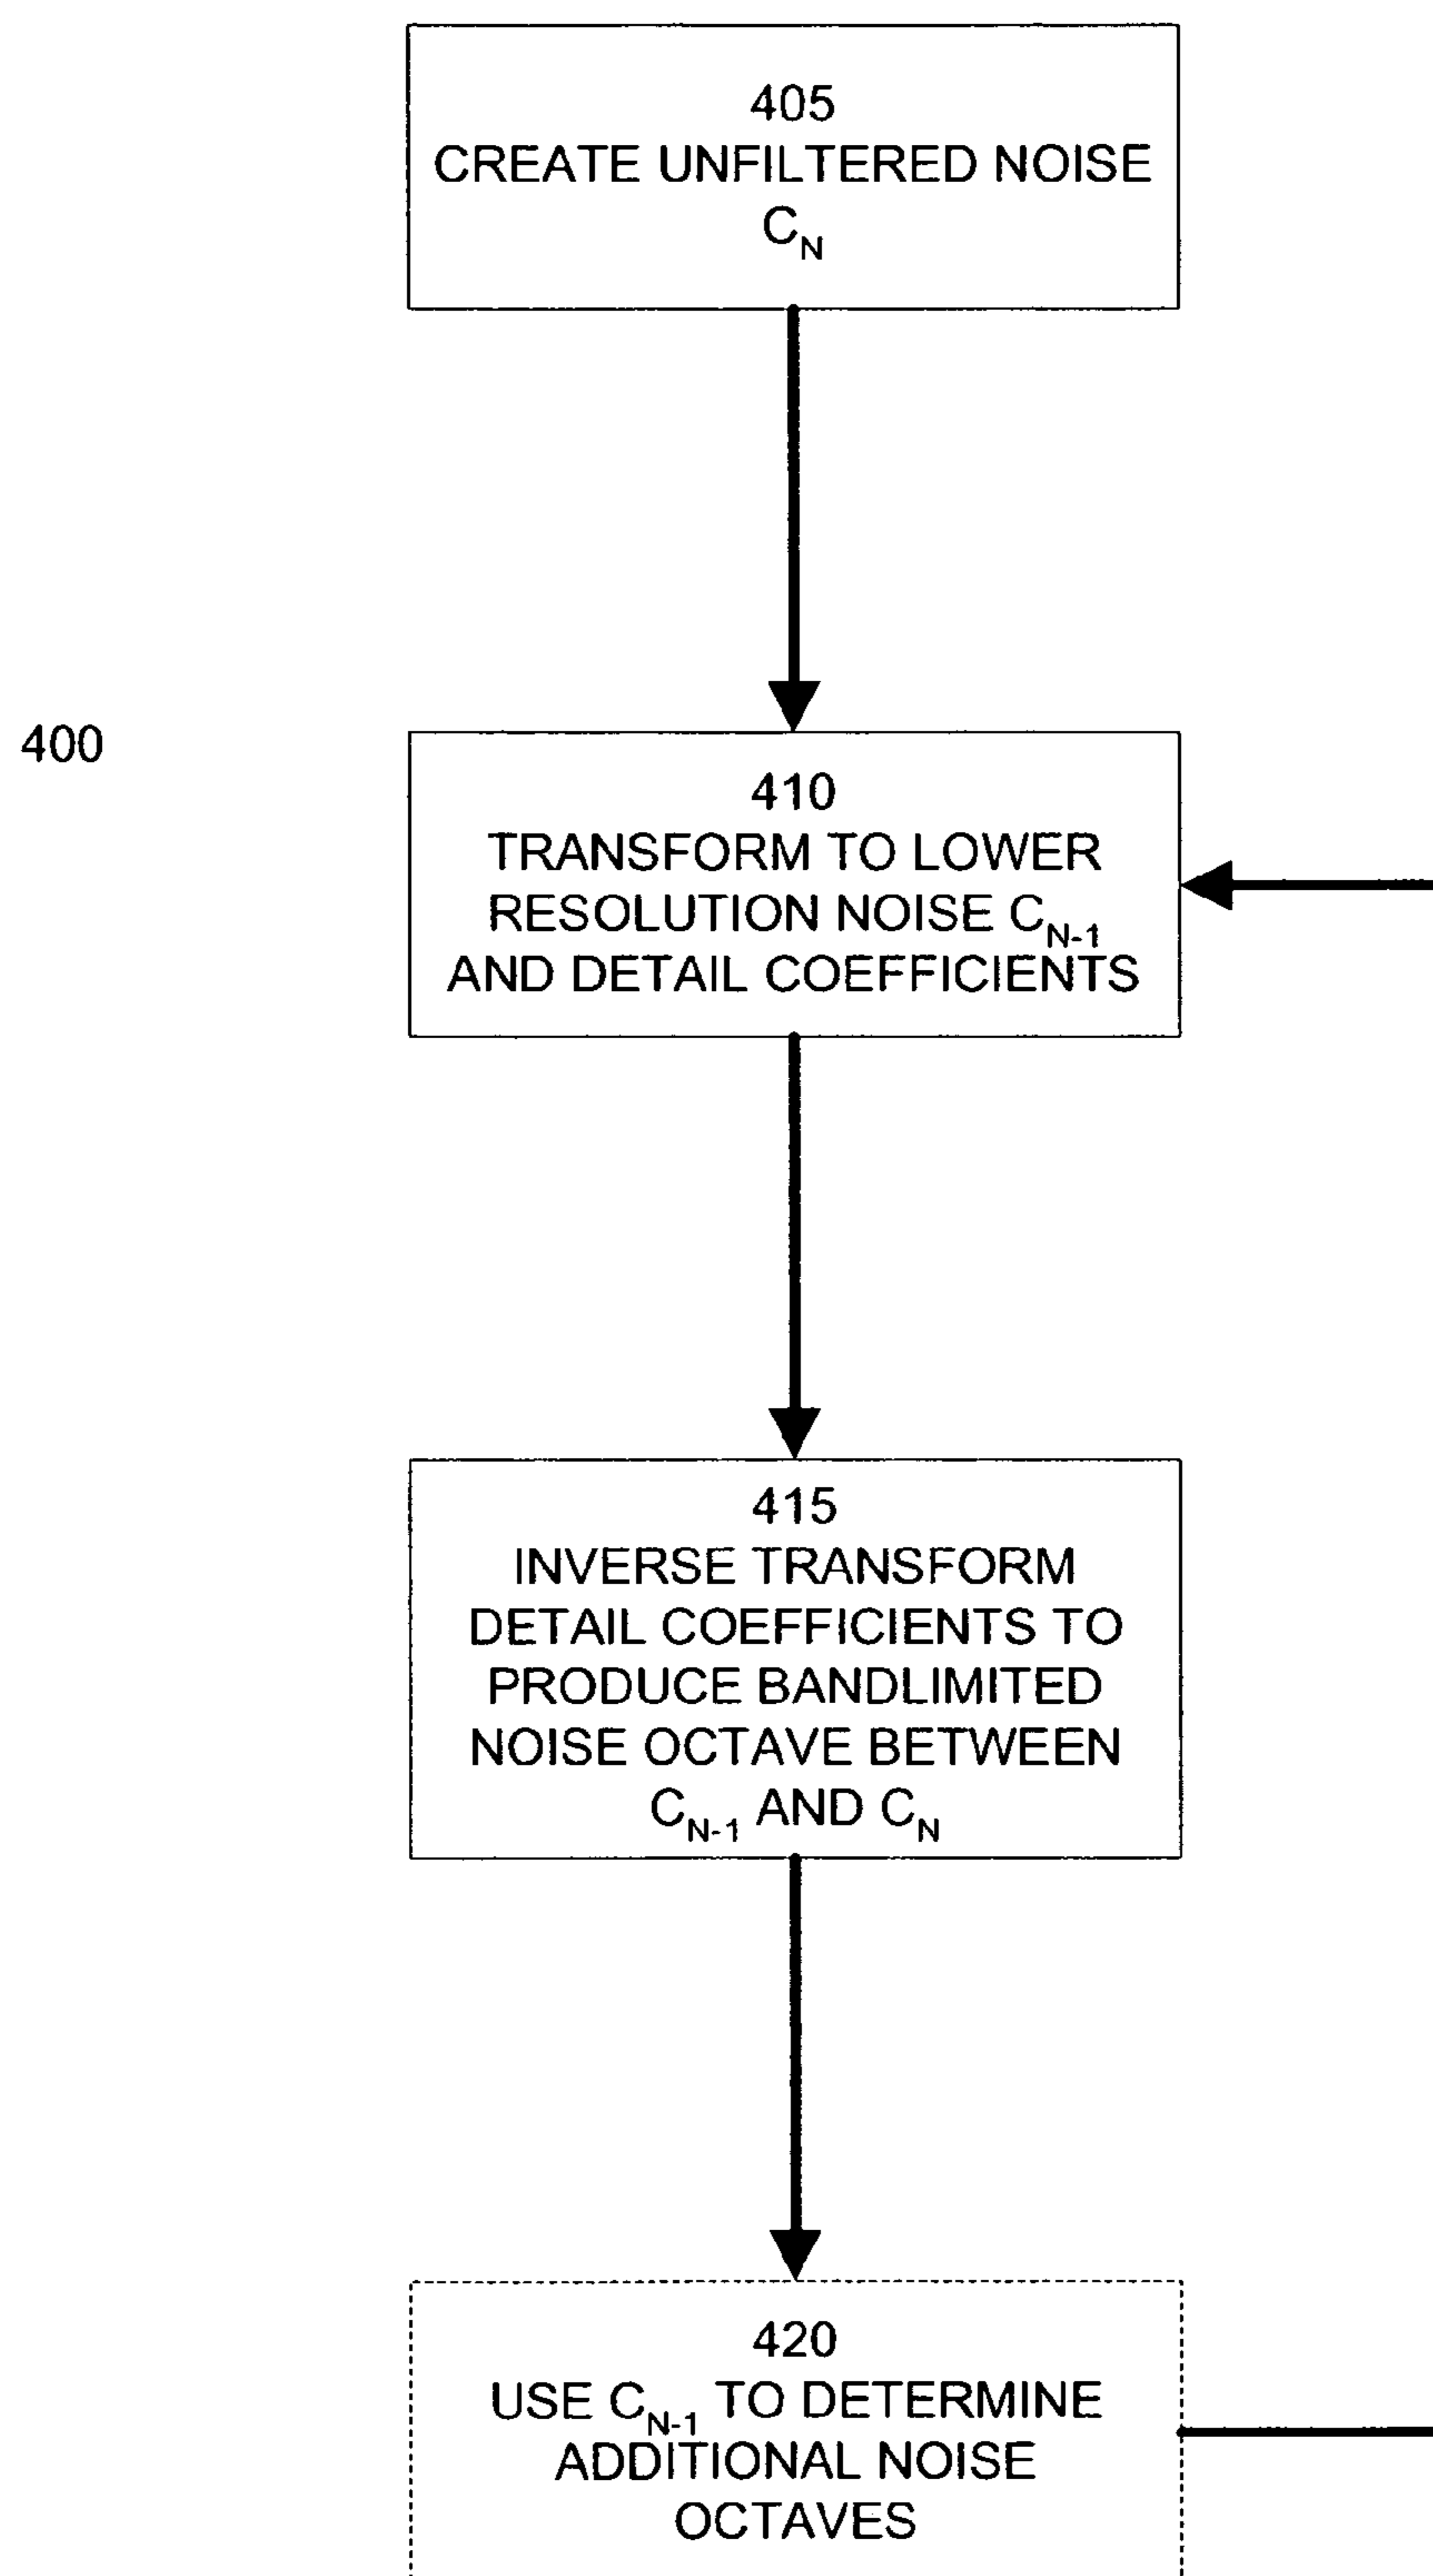 405
CREATE UNFILTERED NOISE
C_N
400
410
TRANSFORM TO LOWER
RESOLUTION NOISE C_N-1
AND DETAIL COEFFICIENTS
415
INVERSE TRANSFORM
DETAIL COEFFICIENTS TO
PRODUCE BANDLIMITED
NOISE OCTAVE BETWEEN
C_N-1 AND C_N
420
USE C_N-1 TO DETERMINE
ADDITIONAL NOISE
OCTAVES